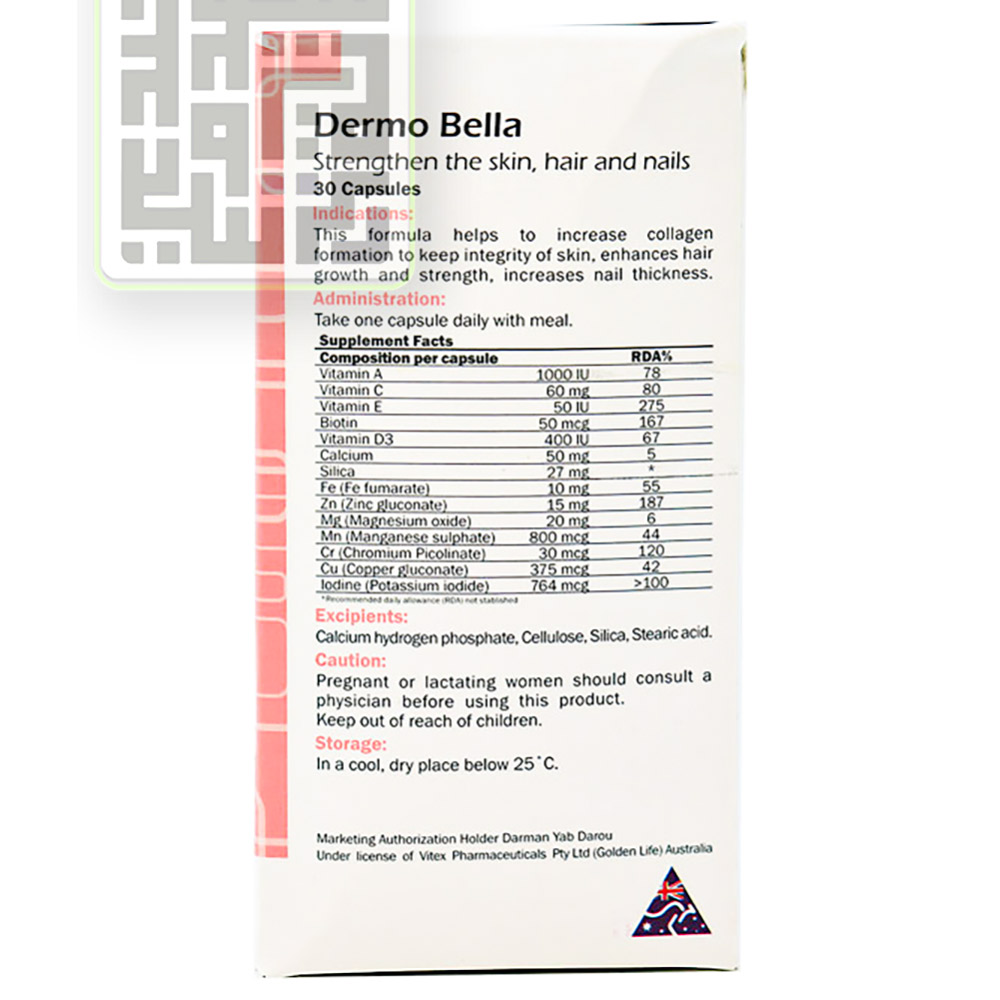 Dermo Bella
Strengthen the skin, hair and nails
30 Capsules
Indications:
This formula helps to increase collagen
formation to keep integrity of skin, enhances hair
growth and strength, increases nail thickness.
Administration:
Take one capsule daily with meal.
Supplement Facts
Composition per capsule RDA%
Vitamin A 1000 IU 78
Vitamin C 60 mg 80
Vitamin E 50 IU 275
Biotin 50 mcg 167
Vitamin D3 400 IU 67
Calcium 50 mg 5
Silica 27 mg *
Fe (Fe fumarate) 10 mg 55
Zn (Zinc gluconate) 15 mg 187
Mg (Magnesium oxide) 20 mg 6
Mn (Manganese sulphate) 800 mcg 44
Cr (Chromium Picolinate) 30 mcg 120
Cu (Copper gluconate) 375 mcg 42
Iodine (Potassium iodide) 764 mcg >100
*Recommended daily allowance (RDA) not stablished
Excipients:
Calcium hydrogen phosphate, Cellulose, Silica, Stearic acid.
Caution:
Pregnant or lactating women should consult a
physician before using this product.
Keep out of reach of children.
Storage:
In a cool, dry place below 25˚C.
Marketing Authorization Holder Darman Yab Darou
Under license of Vitex Pharmaceuticals Pty Ltd (Golden Life) Australia